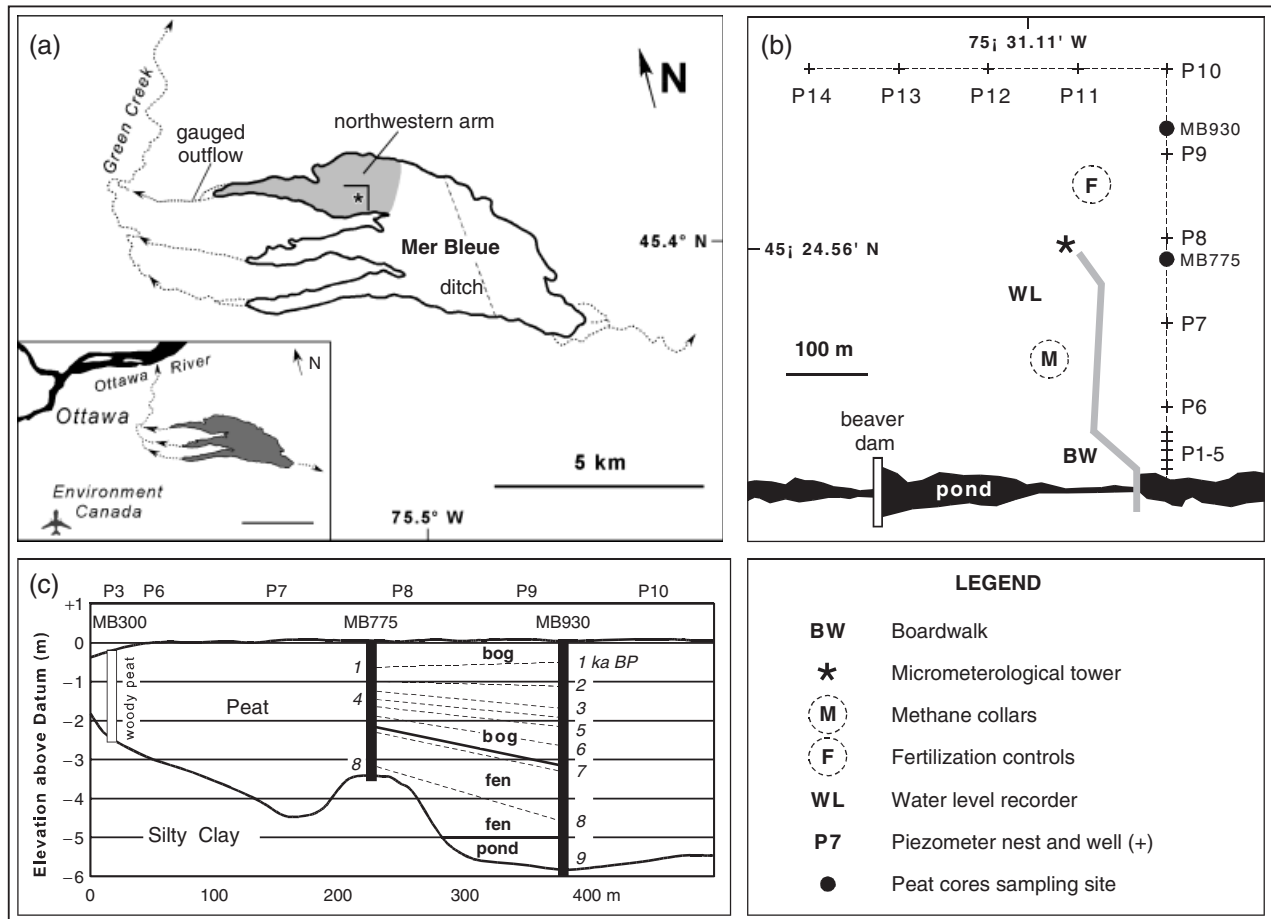 (a)
N
Green Creek
gauged
outflow
northwestern arm
*
Mer Bleue
ditch
45.4° N
5 km
75.5° W
N
Ottawa River
Ottawa
Environment
Canada
(b)
75¡ 31.11' W
P10
P14
P13
P12
P11
MB930
P9
F
P8
*
45¡ 24.56' N
MB775
WL
P7
100 m
M
P6
beaver
dam
BW
P1-5
pond
(c)
P3 P6 P7 P8 P9 P10
Elevation above Datum (m)
+1
0
−1
−2
−3
−4
−5
−6
MB300
MB775
MB930
woody peat
Peat
Silty Clay
bog
bog
fen
fen
pond
1
4
8
1 ka BP
2
3
5
6
7
8
9
0 100 200 300 400 m
LEGEND
BW Boardwalk
* Micrometerological tower
M Methane collars
F Fertilization controls
WL Water level recorder
P7 Piezometer nest and well (+)
Peat cores sampling site